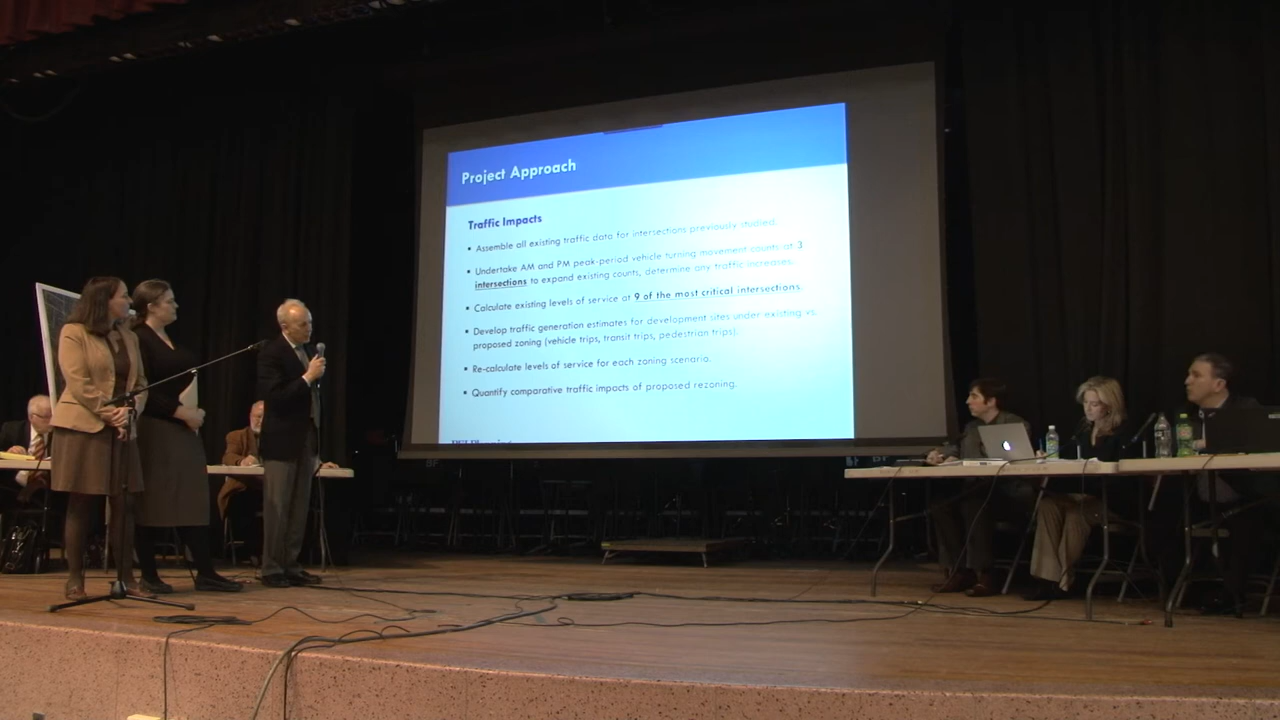 Project Approach
Traffic Impacts
▪ Assemble all existing traffic data for intersections previously studied.
▪ Undertake AM and PM peak-period vehicle turning movement counts at 3
intersections to expand existing counts, determine any traffic increases.
▪ Calculate existing levels of service at 9 of the most critical intersections.
▪ Develop traffic generation estimates for development sites under existing vs.
proposed zoning (vehicle trips, transit trips, pedestrian trips).
▪ Re-calculate levels of service for each zoning scenario.
▪ Quantify comparative traffic impacts of proposed rezoning.
BF
BF